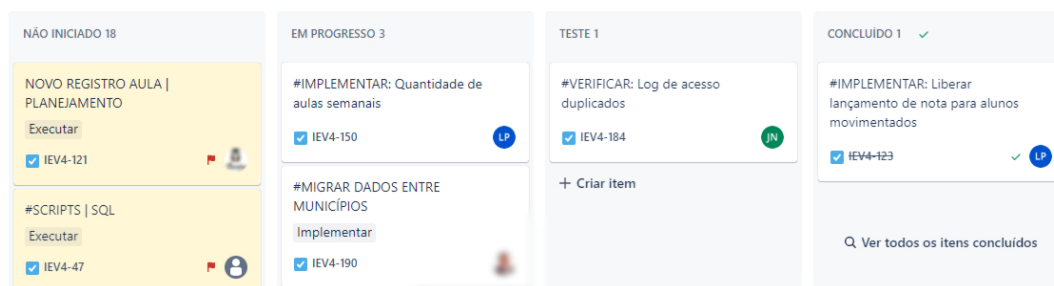 NÃO INICIADO 18
NOVO REGISTRO AULA |
PLANEJAMENTO
Executar
IEV4-121
#SCRIPTS | SQL
Executar
IEV4-47
EM PROGRESSO 3
#IMPLEMENTAR: Quantidade de
aulas semanais
IEV4-150
LP
#MIGRAR DADOS ENTRE
MUNICÍPIOS
Implementar
IEV4-190
TESTE 1
#VERIFICAR: Log de acesso
duplicados
IEV4-184
JN
+ Criar item
CONCLUÍDO 1
#IMPLEMENTAR: Liberar
lançamento de nota para alunos
movimentados
IEV4-123
LP
Ver todos os itens concluídos